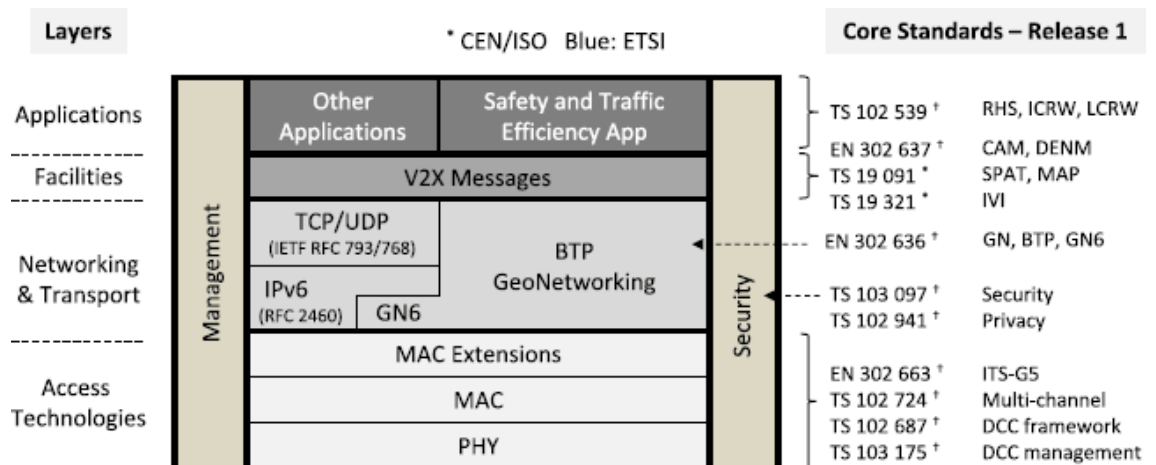 Layers
* CEN/ISO Blue: ETSI
Core Standards – Release 1
Applications
Facilities
Networking
& Transport
Access
Technologies
Management
Other
Applications
Safety and Traffic
Efficiency App
V2X Messages
TCP/UDP
(IETF RFC 793/768)
IPv6
(RFC 2460)
GN6
BTP
GeoNetworking
MAC Extensions
MAC
PHY
Security
TS 102 539 † RHS, ICRW, LCRW
EN 302 637 † CAM, DENM
TS 19 091 * SPAT, MAP
TS 19 321 * IVI
EN 302 636 † GN, BTP, GN6
TS 103 097 † Security
TS 102 941 † Privacy
EN 302 663 † ITS-G5
TS 102 724 † Multi-channel
TS 102 687 † DCC framework
TS 103 175 † DCC management